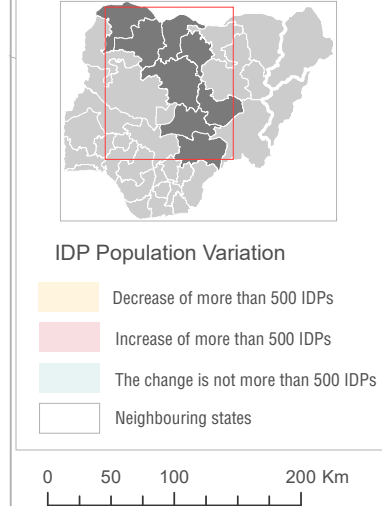 IDP Population Variation
Decrease of more than 500 IDPs
Increase of more than 500 IDPs
The change is not more than 500 IDPs
Neighbouring states
0 50 100 200 Km